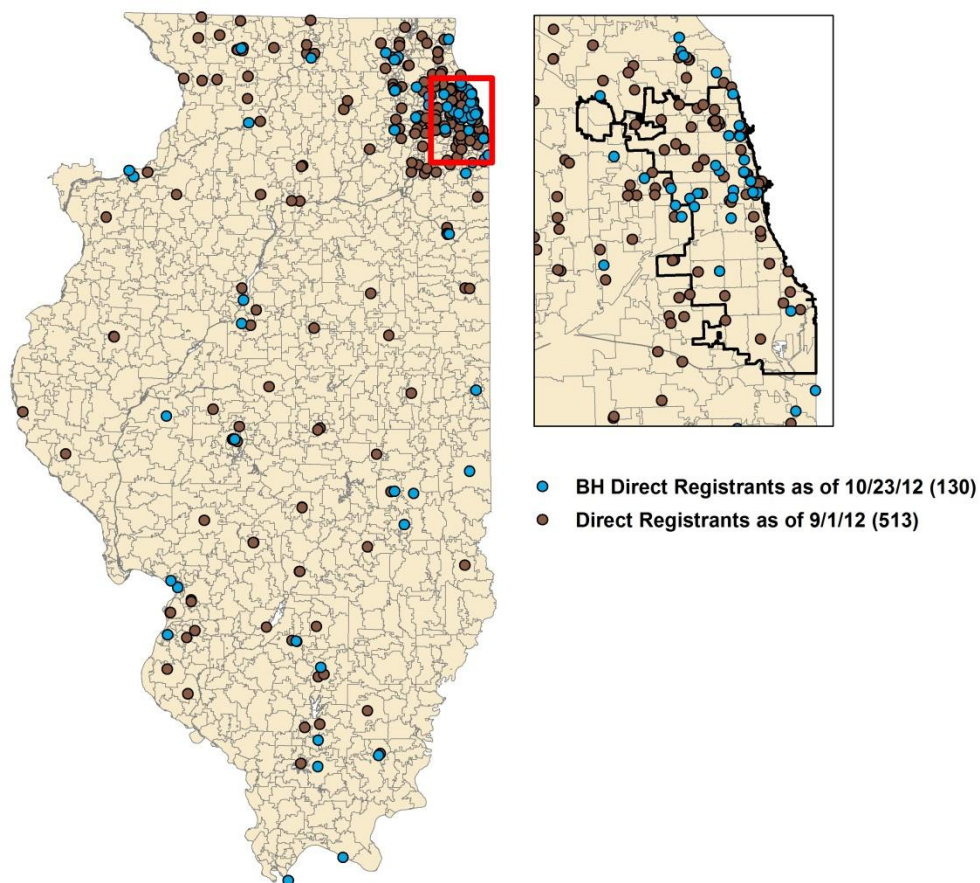 BH Direct Registrants as of 10/23/12 (130)
Direct Registrants as of 9/1/12 (513)